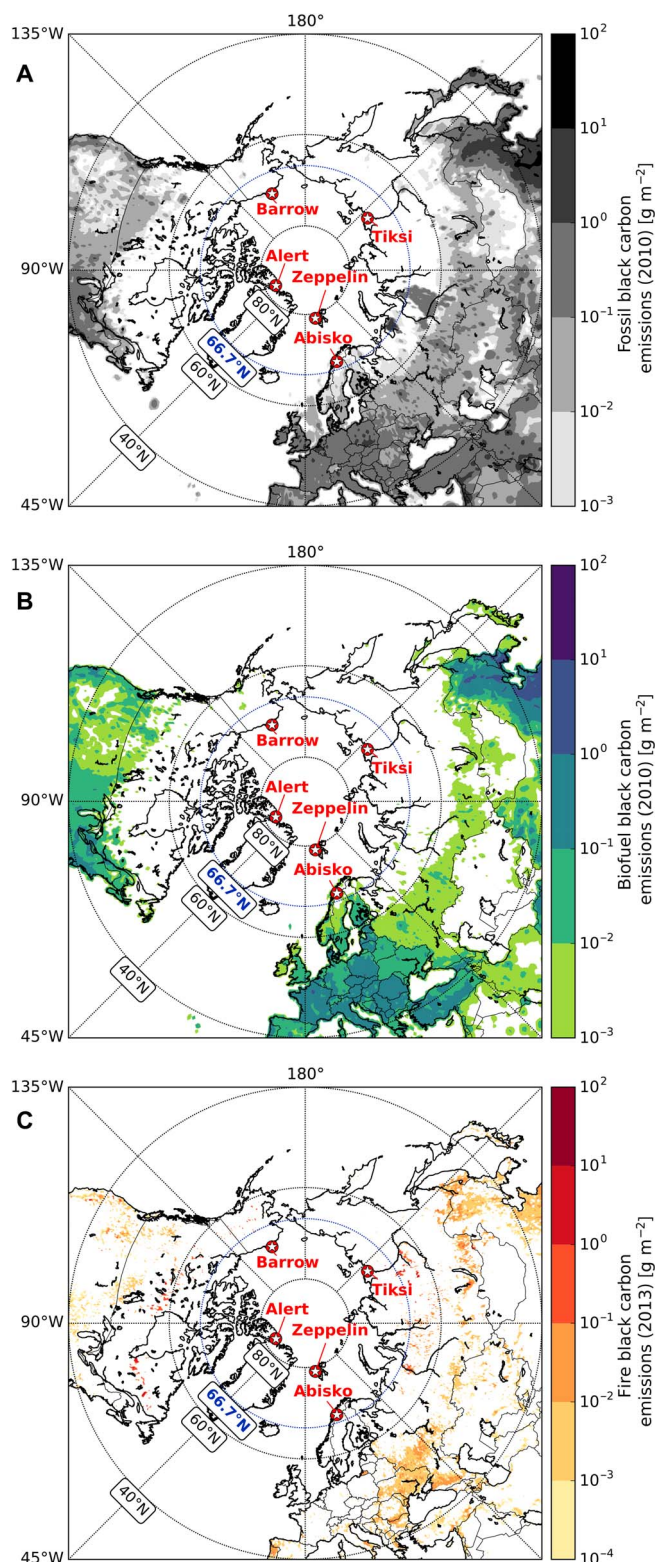 180°
135°W
A
Barrow
Tiksi
Alert
Zeppelin
90°W
80°N
Abisko
66.7°N
60°N
40°N
45°W
10²
10¹
10⁰
10⁻¹
10⁻²
10⁻³
Fossil black carbon
emissions (2010) [g m⁻²]
180°
135°W
B
Barrow
Tiksi
Alert
Zeppelin
90°W
80°N
Abisko
66.7°N
60°N
40°N
45°W
10²
10¹
10⁰
10⁻¹
10⁻²
10⁻³
Biofuel black carbon
emissions (2010) [g m⁻²]
180°
135°W
C
Barrow
Tiksi
Alert
Zeppelin
90°W
80°N
Abisko
66.7°N
60°N
40°N
45°W
10²
10¹
10⁰
10⁻¹
10⁻²
10⁻³
10⁻⁴
Fire black carbon
emissions (2013) [g m⁻²]